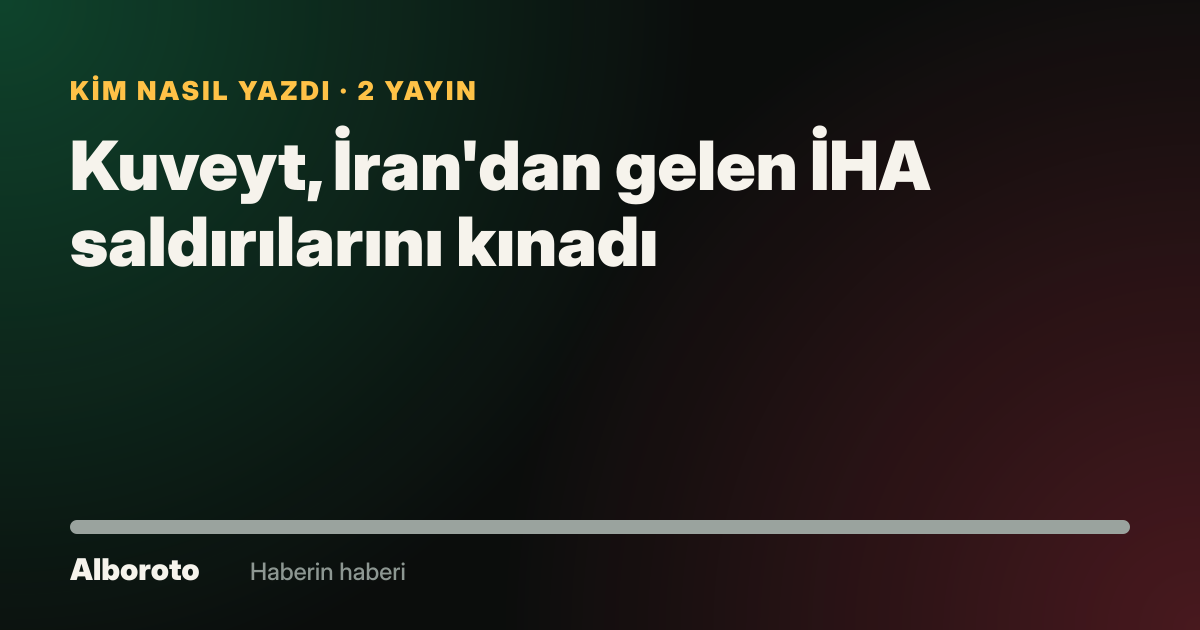 KİM NASIL YAZDI · 2 YAYIN
Kuveyt, İran'dan gelen İHA
saldırılarını kınadı
Alboroto
Haberin haberi